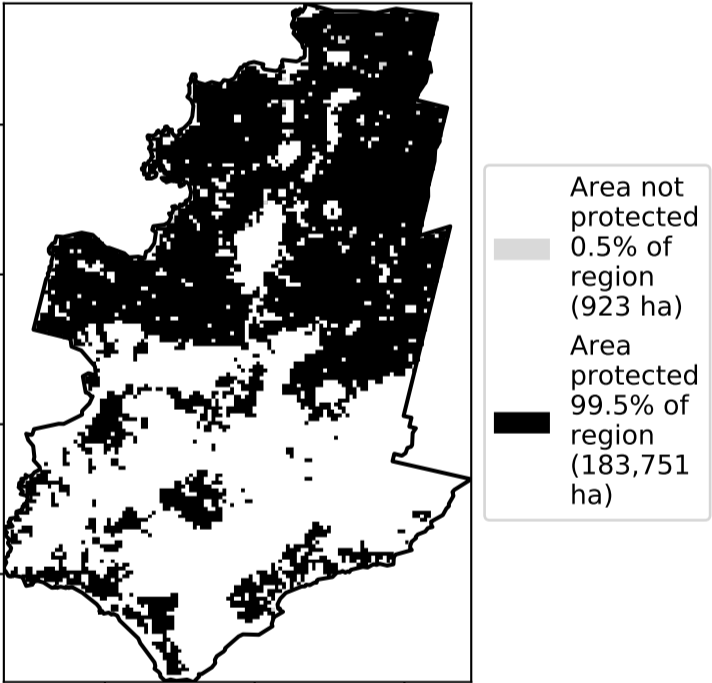 Area not
protected
0.5% of
region
(923 ha)
Area
protected
99.5% of
region
(183,751
ha)